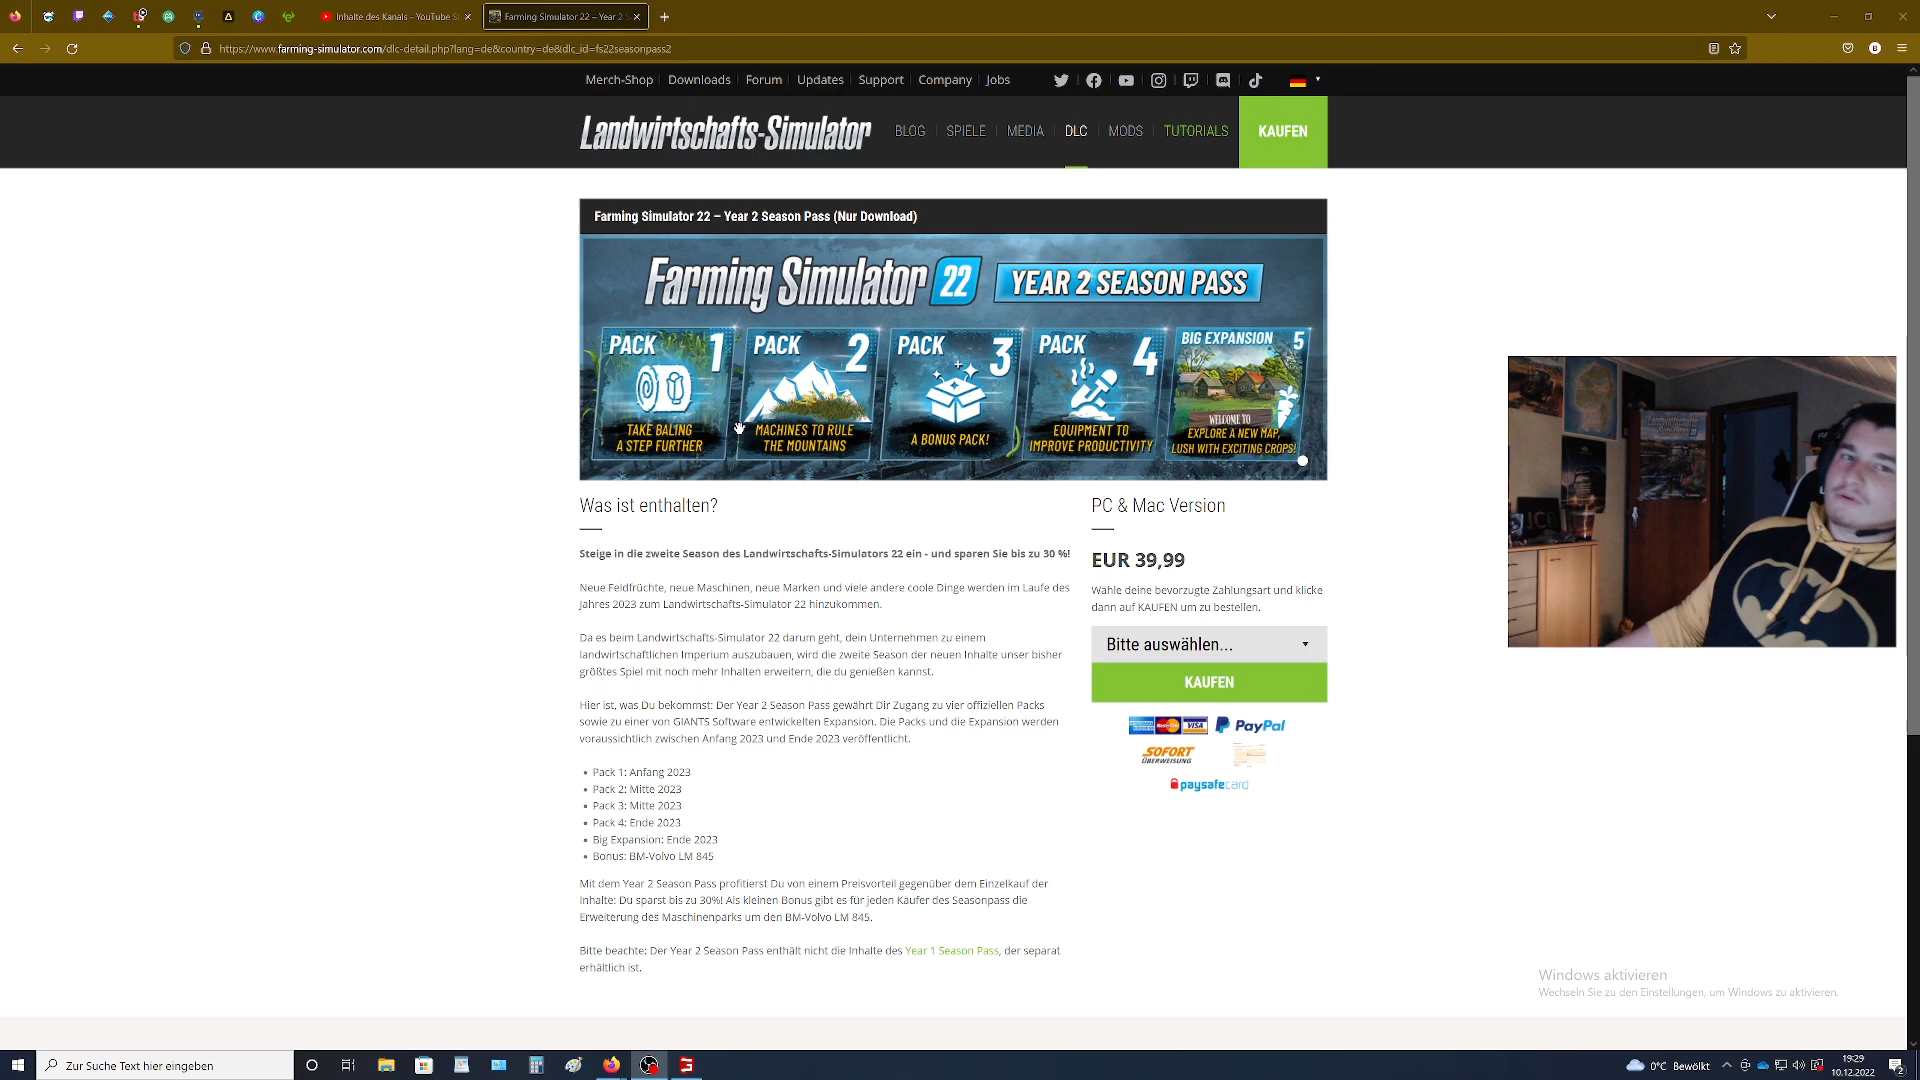 Inhalte des Kanals - YouTube St
Farming Simulator 22 – Year 2 S
https://www.farming-simulator.com/dlc-detail.php?lang=de&country=de&dlc_id=fs22seasonpass2
Merch-Shop Downloads Forum Updates Support Company Jobs
Landwirtschafts-Simulator BLOG SPIELE MEDIA DLC MODS TUTORIALS KAUFEN
Farming Simulator 22 – Year 2 Season Pass (Nur Download)
Farming Simulator 22 YEAR 2 SEASON PASS
PACK 1
TAKE BALING
A STEP FURTHER
PACK 2
MACHINES TO RULE
THE MOUNTAINS
PACK 3
A BONUS PACK!
PACK 4
EQUIPMENT TO
IMPROVE PRODUCTIVITY
BIG EXPANSION 5
WELCOME TO
EXPLORE A NEW MAP,
LUSH WITH EXCITING CROPS!
Was ist enthalten?
Steige in die zweite Season des Landwirtschafts-Simulators 22 ein - und sparen Sie bis zu 30 %!
Neue Feldfrüchte, neue Maschinen, neue Marken und viele andere coole Dinge werden im Laufe des
Jahres 2023 zum Landwirtschafts-Simulator 22 hinzukommen.
Da es beim Landwirtschafts-Simulator 22 darum geht, dein Unternehmen zu einem
landwirtschaftlichen Imperium auszubauen, wird die zweite Season der neuen Inhalte unser bisher
größtes Spiel mit noch mehr Inhalten erweitern, die du genießen kannst.
Hier ist, was Du bekommst: Der Year 2 Season Pass gewährt Dir Zugang zu vier offiziellen Packs
sowie zu einer von GIANTS Software entwickelten Expansion. Die Packs und die Expansion werden
voraussichtlich zwischen Anfang 2023 und Ende 2023 veröffentlicht.
• Pack 1: Anfang 2023
• Pack 2: Mitte 2023
• Pack 3: Mitte 2023
• Pack 4: Ende 2023
• Big Expansion: Ende 2023
• Bonus: BM-Volvo LM 845
Mit dem Year 2 Season Pass profitierst Du von einem Preisvorteil gegenüber dem Einzelkauf der
Inhalte: Du sparst bis zu 30%! Als kleinen Bonus gibt es für jeden Käufer des Seasonpass die
Erweiterung des Maschinenparks um den BM-Volvo LM 845.
Bitte beachte: Der Year 2 Season Pass enthält nicht die Inhalte des Year 1 Season Pass, der separat
erhältlich ist.
PC & Mac Version
EUR 39,99
Wähle deine bevorzugte Zahlungsart und klicke
dann auf KAUFEN um zu bestellen.
Bitte auswählen...
KAUFEN
MasterCard VISA PayPal
SOFORT
ÜBERWEISUNG
paysafecard
Windows aktivieren
Wechseln Sie zu den Einstellungen, um Windows zu aktivieren.
Zur Suche Text hier eingeben
0°C Bewölkt
19:29
10.12.2022